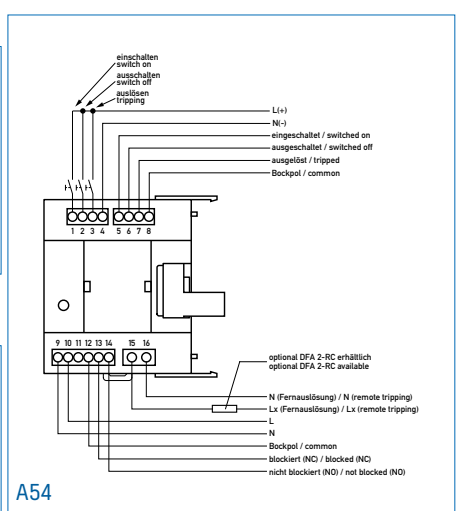 einschalten
switch on
ausschalten
switch off
auslösen
tripping
L(+)
N(-)
eingeschaltet / switched on
ausgeschaltet / switched off
ausgelöst / tripped
Bockpol / common
1 2 3 4 5 6 7 8
9 10 11 12 13 14 15 16
optional DFA 2-RC erhältlich
optional DFA 2-RC available
N (Fernauslösung) / N (remote tripping)
Lx (Fernauslösung) / Lx (remote tripping)
L
N
Bockpol / common
blockiert (NC) / blocked (NC)
nicht blockiert (NO) / not blocked (NO)
A54